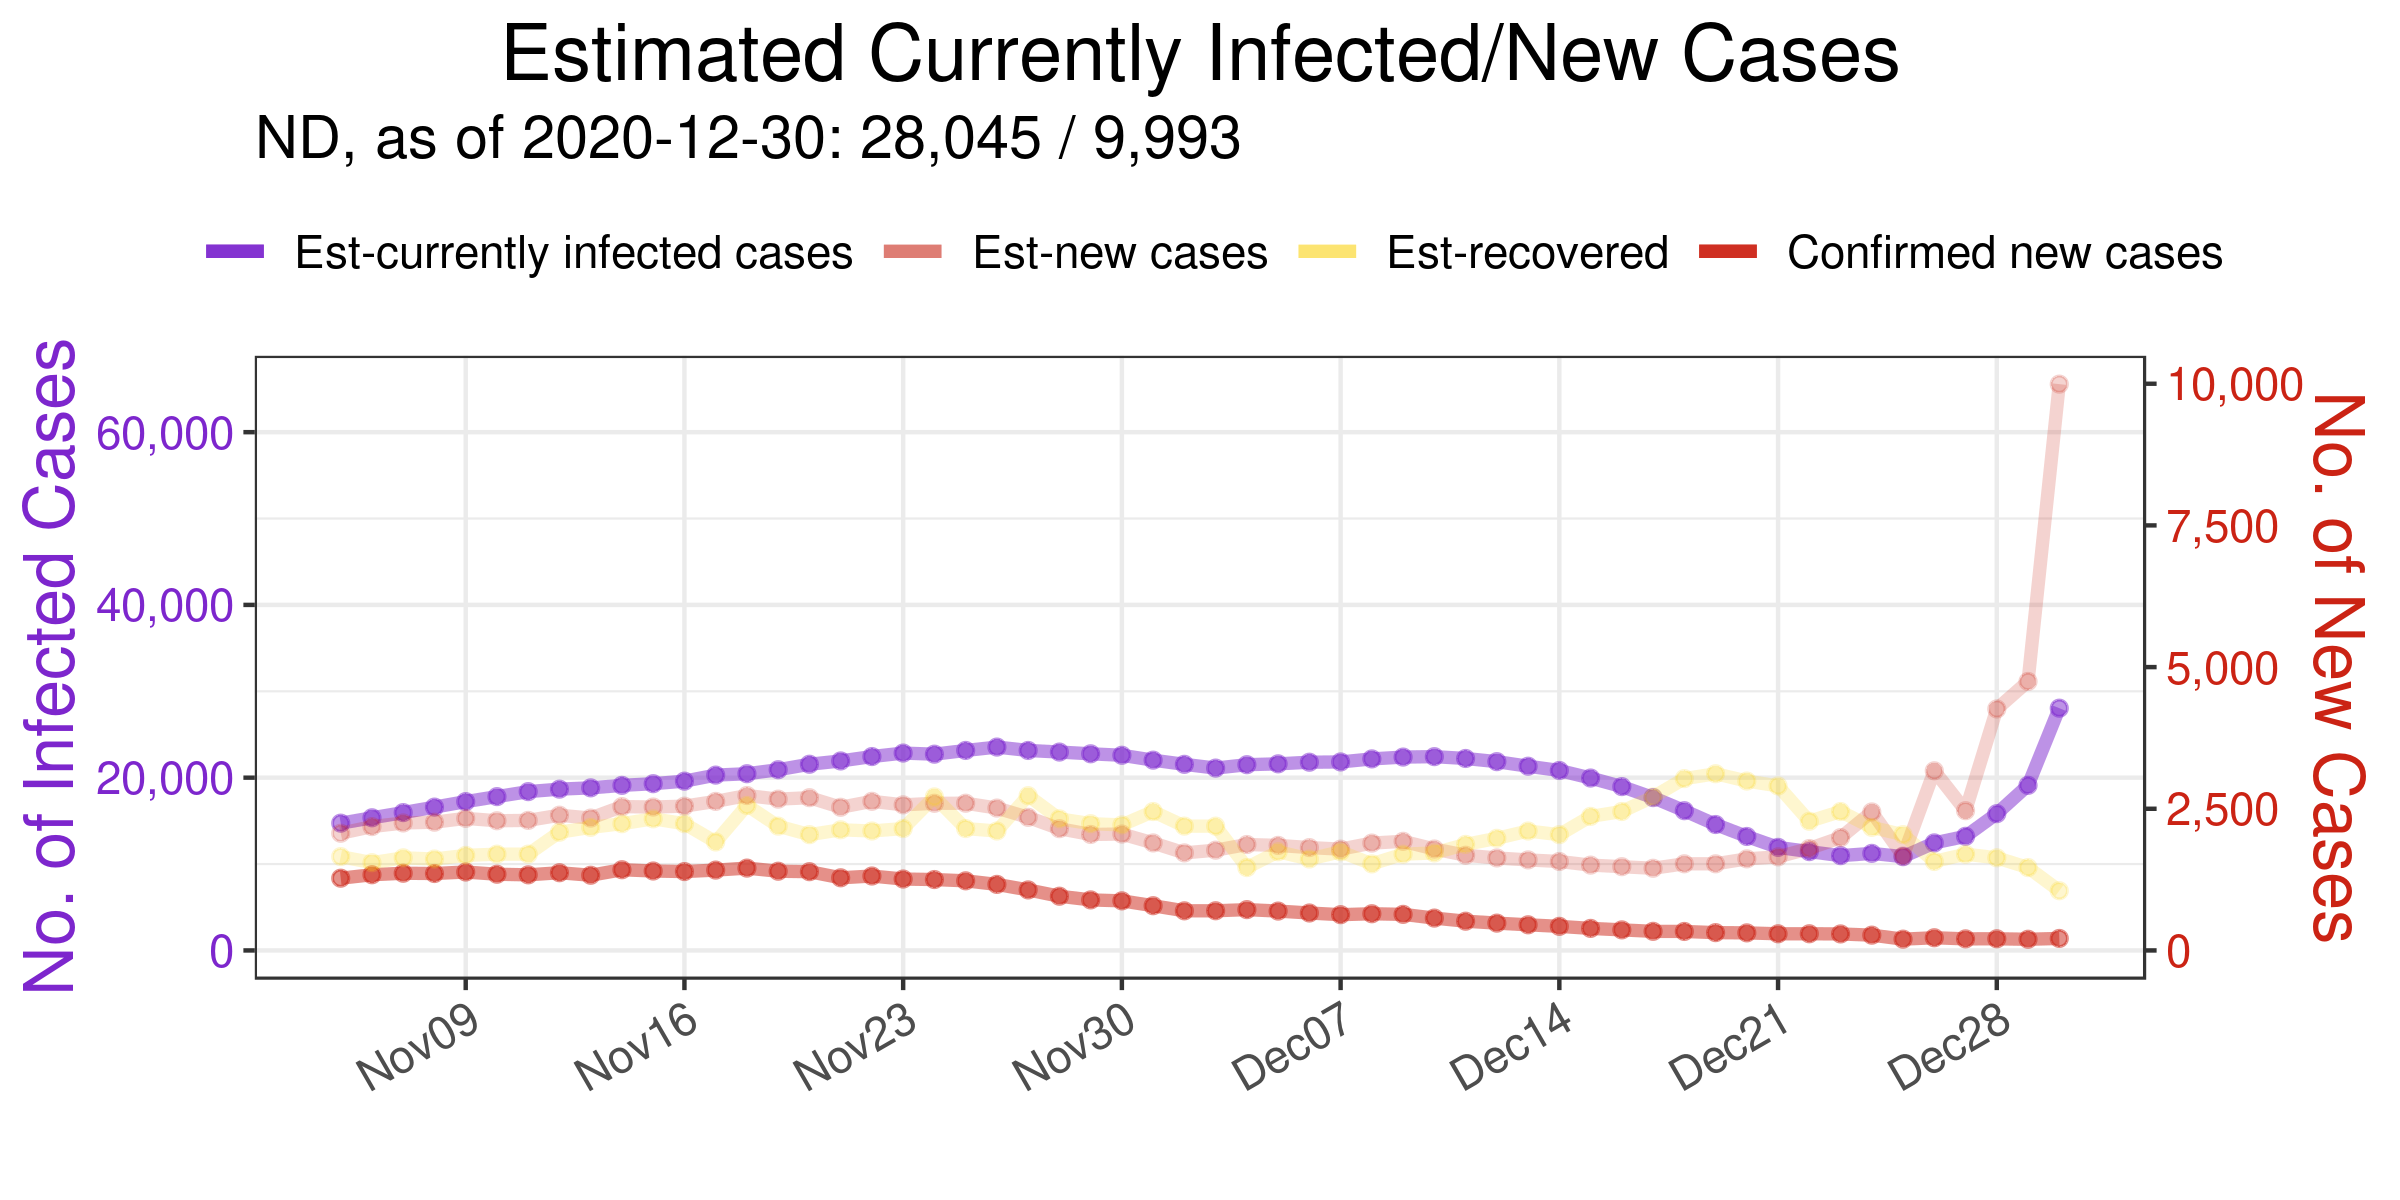 Estimated Currently Infected/New Cases
ND, as of 2020-12-30: 28,045 / 9,993
Est-currently infected cases Est-new cases Est-recovered Confirmed new cases
No. of Infected Cases
60,000
40,000
20,000
0
10,000
7,500
5,000
2,500
0
No. of New Cases
Nov09 Nov16 Nov23 Nov30 Dec07 Dec14 Dec21 Dec28